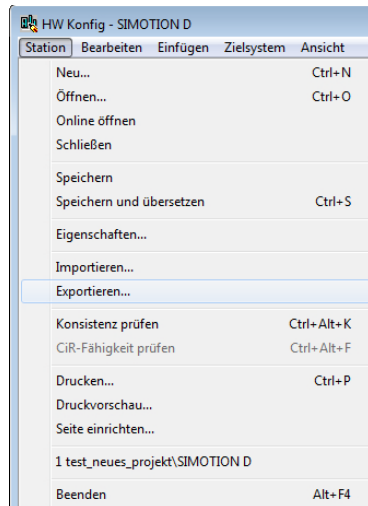 HW Konfig - SIMOTION D
Station Bearbeiten Einfügen Zielsystem Ansicht
Neu... Ctrl+N
Öffnen... Ctrl+O
Online öffnen
Schließen
Speichern
Speichern und übersetzen Ctrl+S
Eigenschaften...
Importieren...
Exportieren...
Konsistenz prüfen Ctrl+Alt+K
CiR-Fähigkeit prüfen Ctrl+Alt+F
Drucken... Ctrl+P
Druckvorschau...
Seite einrichten...
1 test_neues_projekt\SIMOTION D
Beenden Alt+F4